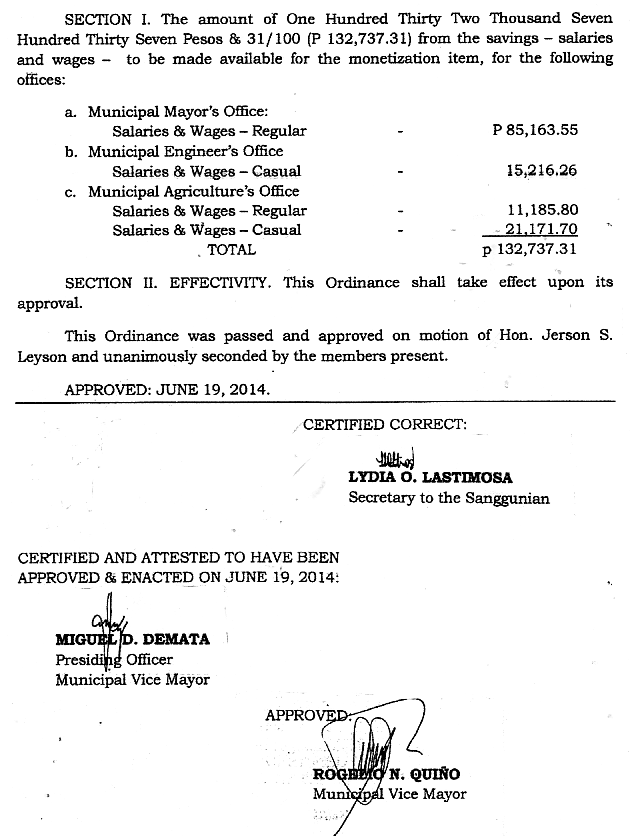 SECTION I. The amount of One Hundred Thirty Two Thousand Seven
Hundred Thirty Seven Pesos & 31/100 (P 132,737.31) from the savings – salaries
and wages – to be made available for the monetization item, for the following
offices:
a. Municipal Mayor's Office:
Salaries & Wages – Regular - P 85,163.55
b. Municipal Engineer's Office
Salaries & Wages – Casual - 15,216.26
c. Municipal Agriculture's Office
Salaries & Wages – Regular - 11,185.80
Salaries & Wages – Casual - 21,171.70
TOTAL p 132,737.31
SECTION II. EFFECTIVITY. This Ordinance shall take effect upon its
approval.
This Ordinance was passed and approved on motion of Hon. Jerson S.
Leyson and unanimously seconded by the members present.
APPROVED: JUNE 19, 2014.
CERTIFIED CORRECT:
LYDIA O. LASTIMOSA
Secretary to the Sanggunian
CERTIFIED AND ATTESTED TO HAVE BEEN
APPROVED & ENACTED ON JUNE 19, 2014:
MIGUEL D. DEMATA
Presiding Officer
Municipal Vice Mayor
APPROVED:
ROGELIO N. QUIÑO
Municipal Vice Mayor